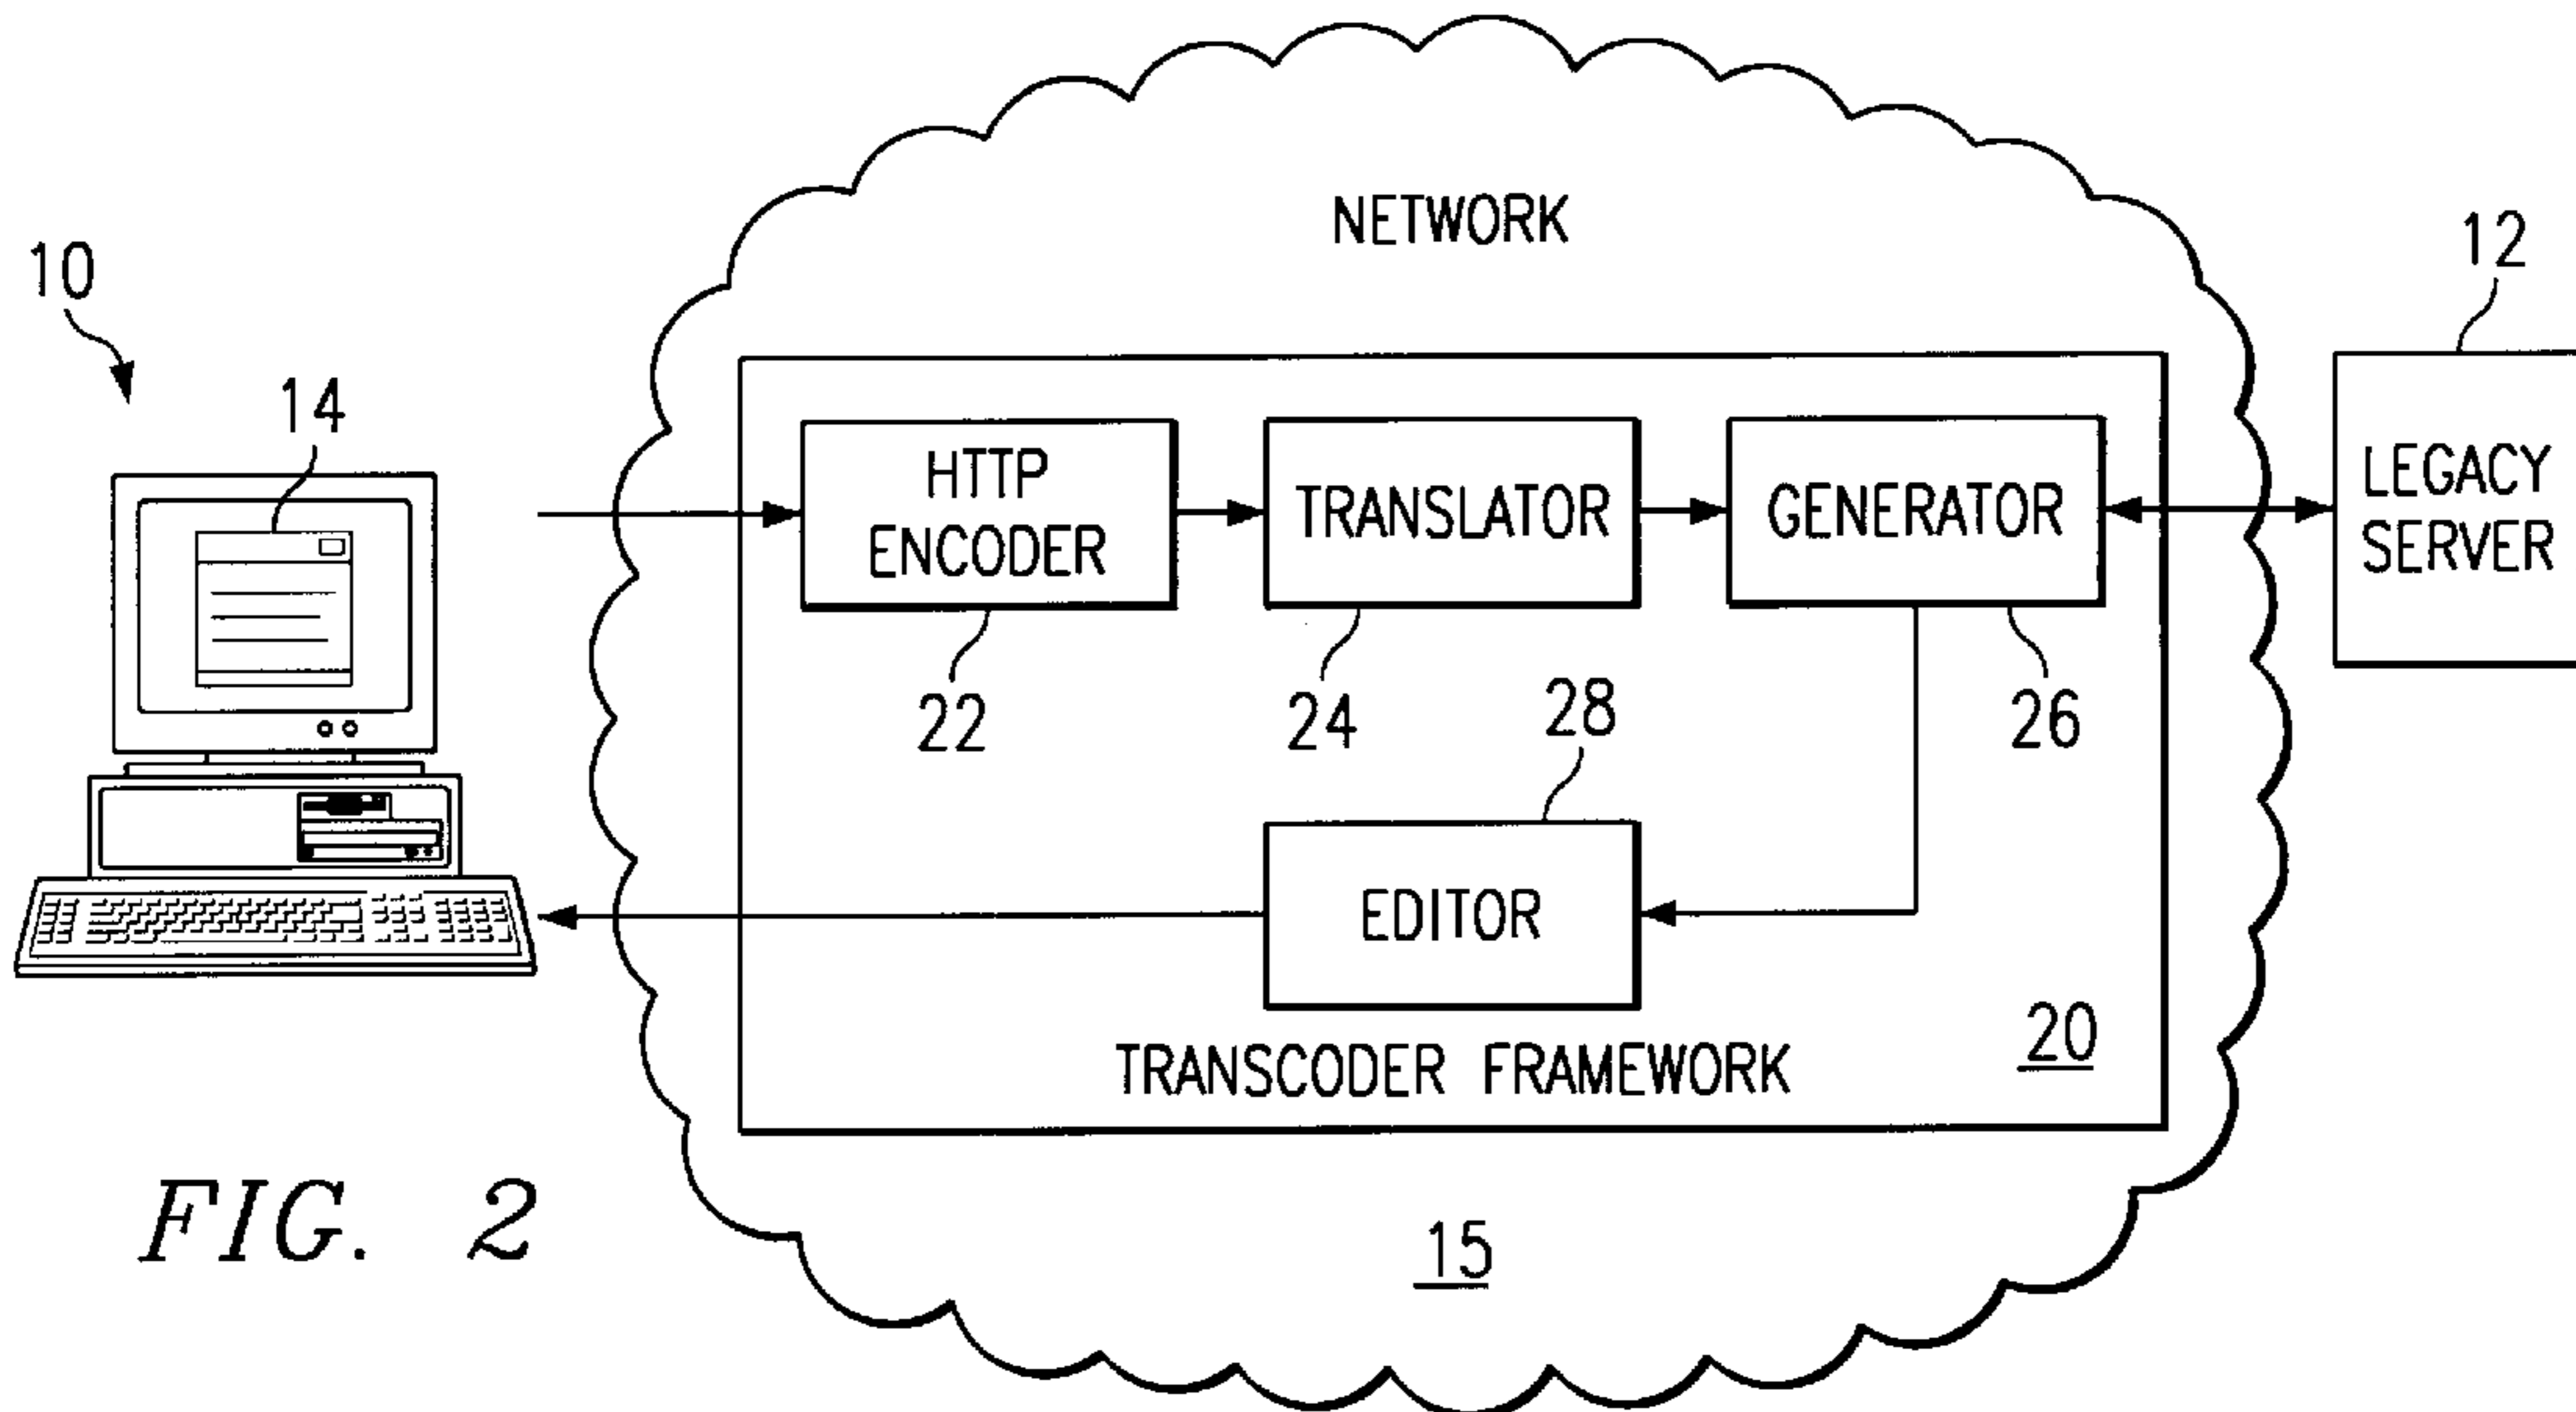 NETWORK
10
12
14
HTTP
ENCODER
TRANSLATOR
GENERATOR
LEGACY
SERVER
22
24
28
26
EDITOR
20
TRANSCODER FRAMEWORK
FIG. 2
15